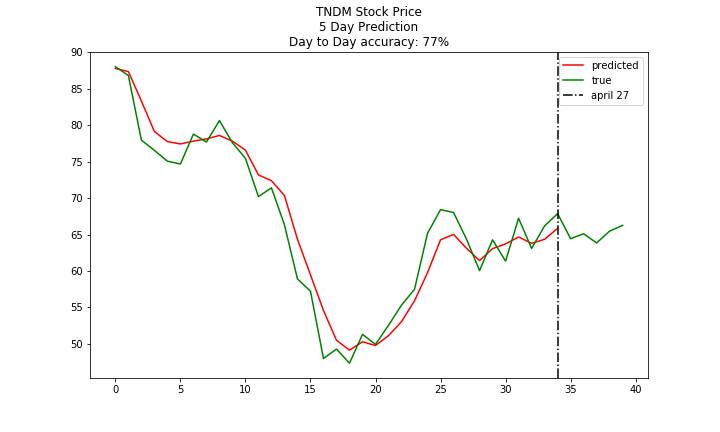 TNDM Stock Price
5 Day Prediction
Day to Day accuracy: 77%
90
85
80
75
70
65
60
55
50
0 5 10 15 20 25 30 35 40
predicted
true
april 27